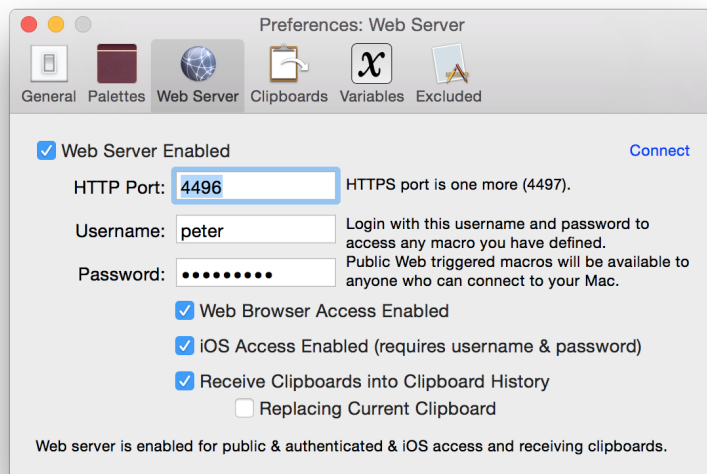 Preferences: Web Server
General Palettes Web Server Clipboards Variables Excluded
Web Server Enabled
Connect
HTTP Port: 4496 HTTPS port is one more (4497).
Username: peter
Login with this username and password to
access any macro you have defined.
Public Web triggered macros will be available to
anyone who can connect to your Mac.
Password: •••••••••
Web Browser Access Enabled
iOS Access Enabled (requires username & password)
Receive Clipboards into Clipboard History
Replacing Current Clipboard
Web server is enabled for public & authenticated & iOS access and receiving clipboards.